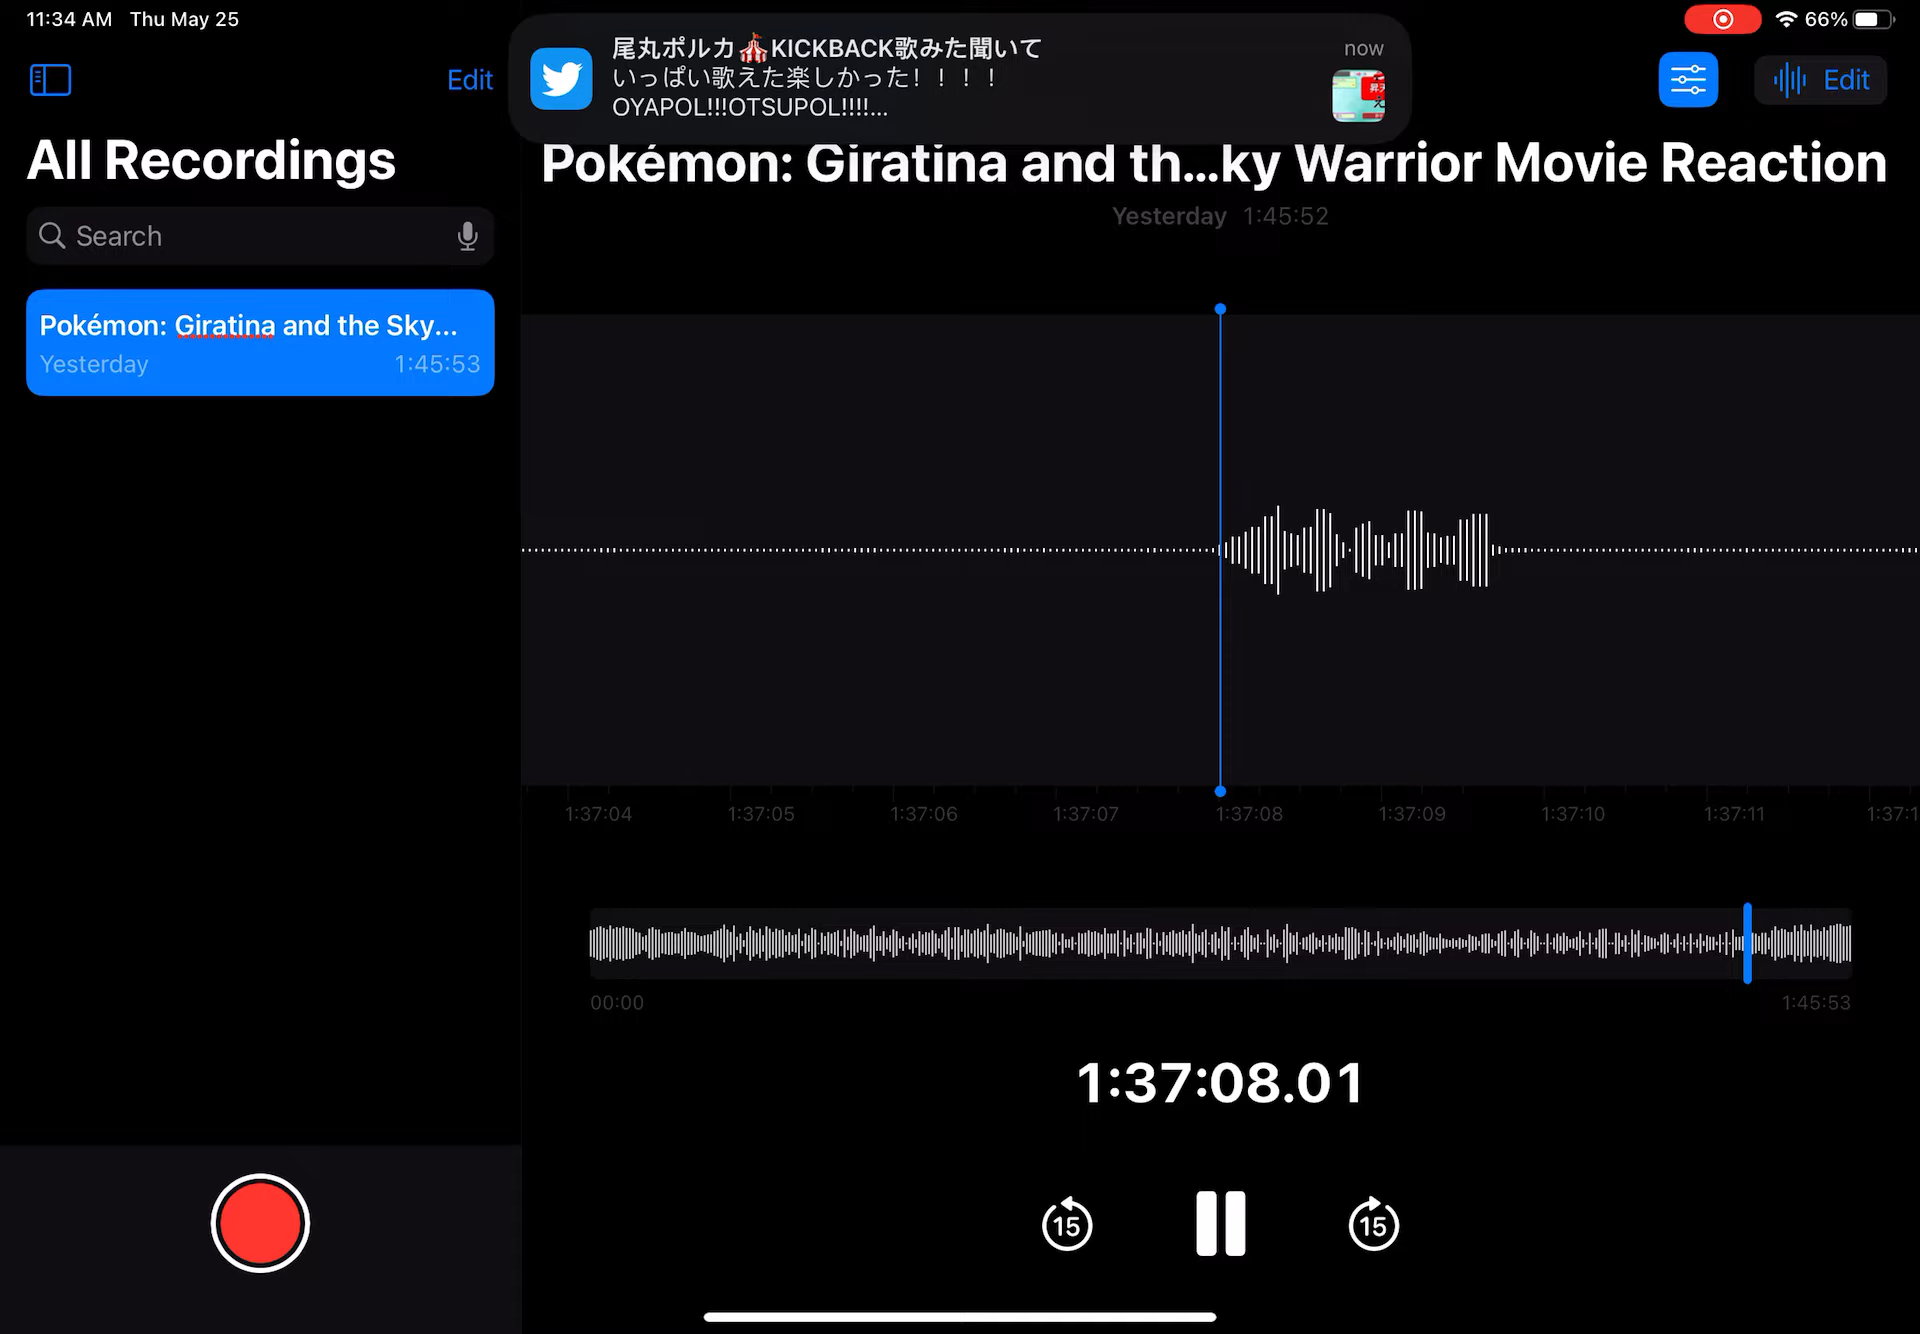 11:34 AM Thu May 25
66%
Edit
尾丸ポルカ🎪KICKBACK歌みた聞いて
now
いっぱい歌えた楽しかった！！！！
OYAPOL!!!OTSUPOL!!!!...
Edit
All Recordings
Search
Pokémon: Giratina and the Sky...
Yesterday 1:45:53
Pokémon: Giratina and th...ky Warrior Movie Reaction
Yesterday 1:45:52
1:37:04 1:37:05 1:37:06 1:37:07 1:37:08 1:37:09 1:37:10 1:37:11 1:37:1
00:00 1:45:53
1:37:08.01
15 15